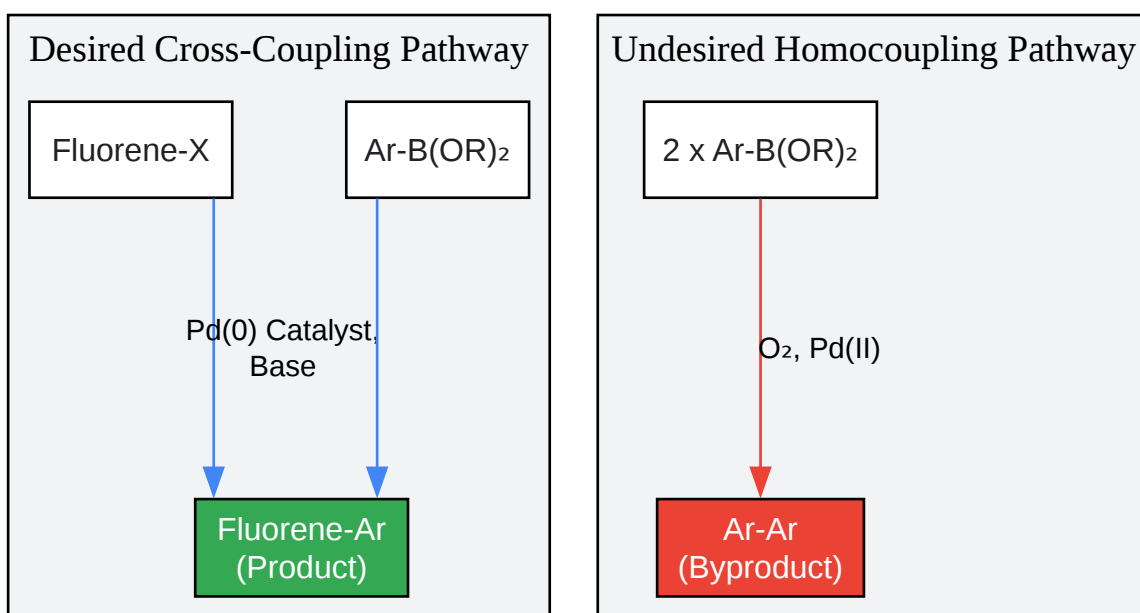 Desired Cross-Coupling Pathway
Fluorene-X
Ar-B(OR)₂
Pd(0) Catalyst,
Base
Fluorene-Ar
(Product)
Undesired Homocoupling Pathway
2 x Ar-B(OR)₂
O₂, Pd(II)
Ar-Ar
(Byproduct)